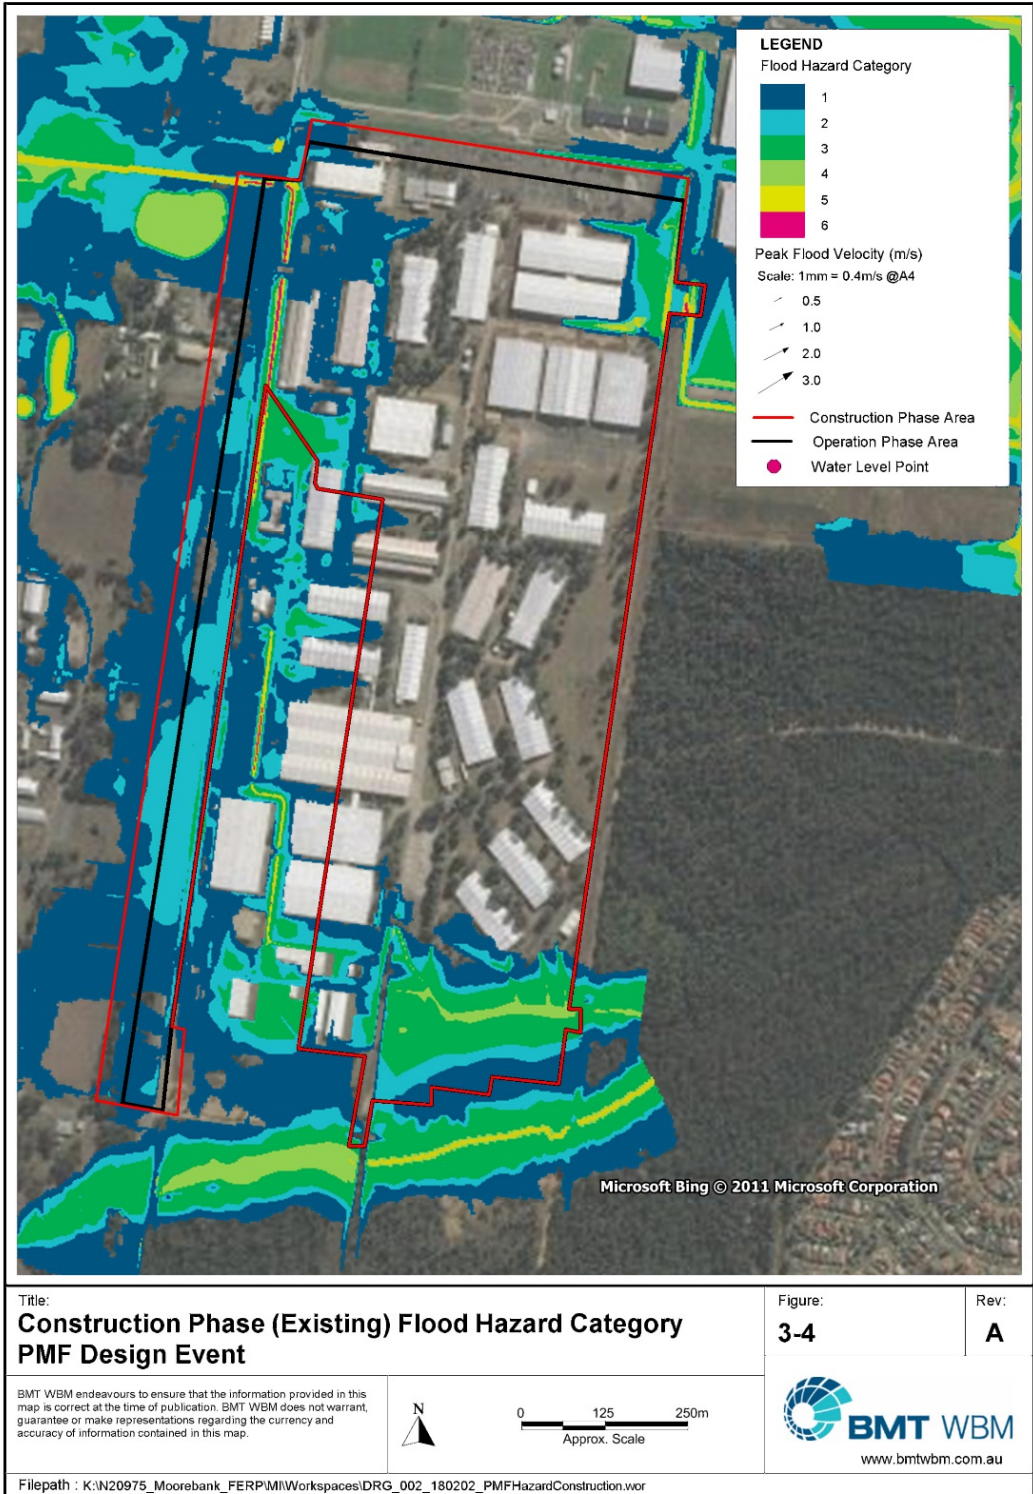 LEGEND
Flood Hazard Category
1
2
3
4
5
6
Peak Flood Velocity (m/s)
Scale: 1mm = 0.4m/s @A4
0.5
1.0
2.0
3.0
Construction Phase Area
Operation Phase Area
Water Level Point
Microsoft Bing © 2011 Microsoft Corporation
Title:
Construction Phase (Existing) Flood Hazard Category
PMF Design Event
Figure:
3-4
Rev:
A
BMT WBM endeavours to ensure that the information provided in this
map is correct at the time of publication. BMT WBM does not warrant,
guarantee or make representations regarding the currency and
accuracy of information contained in this map.
N
0 125 250m
Approx. Scale
BMT WBM
www.bmtwbm.com.au
Filepath : K:\N20975_Moorebank_FERP\MI\Workspaces\DRG_002_180202_PMFHazardConstruction.wor